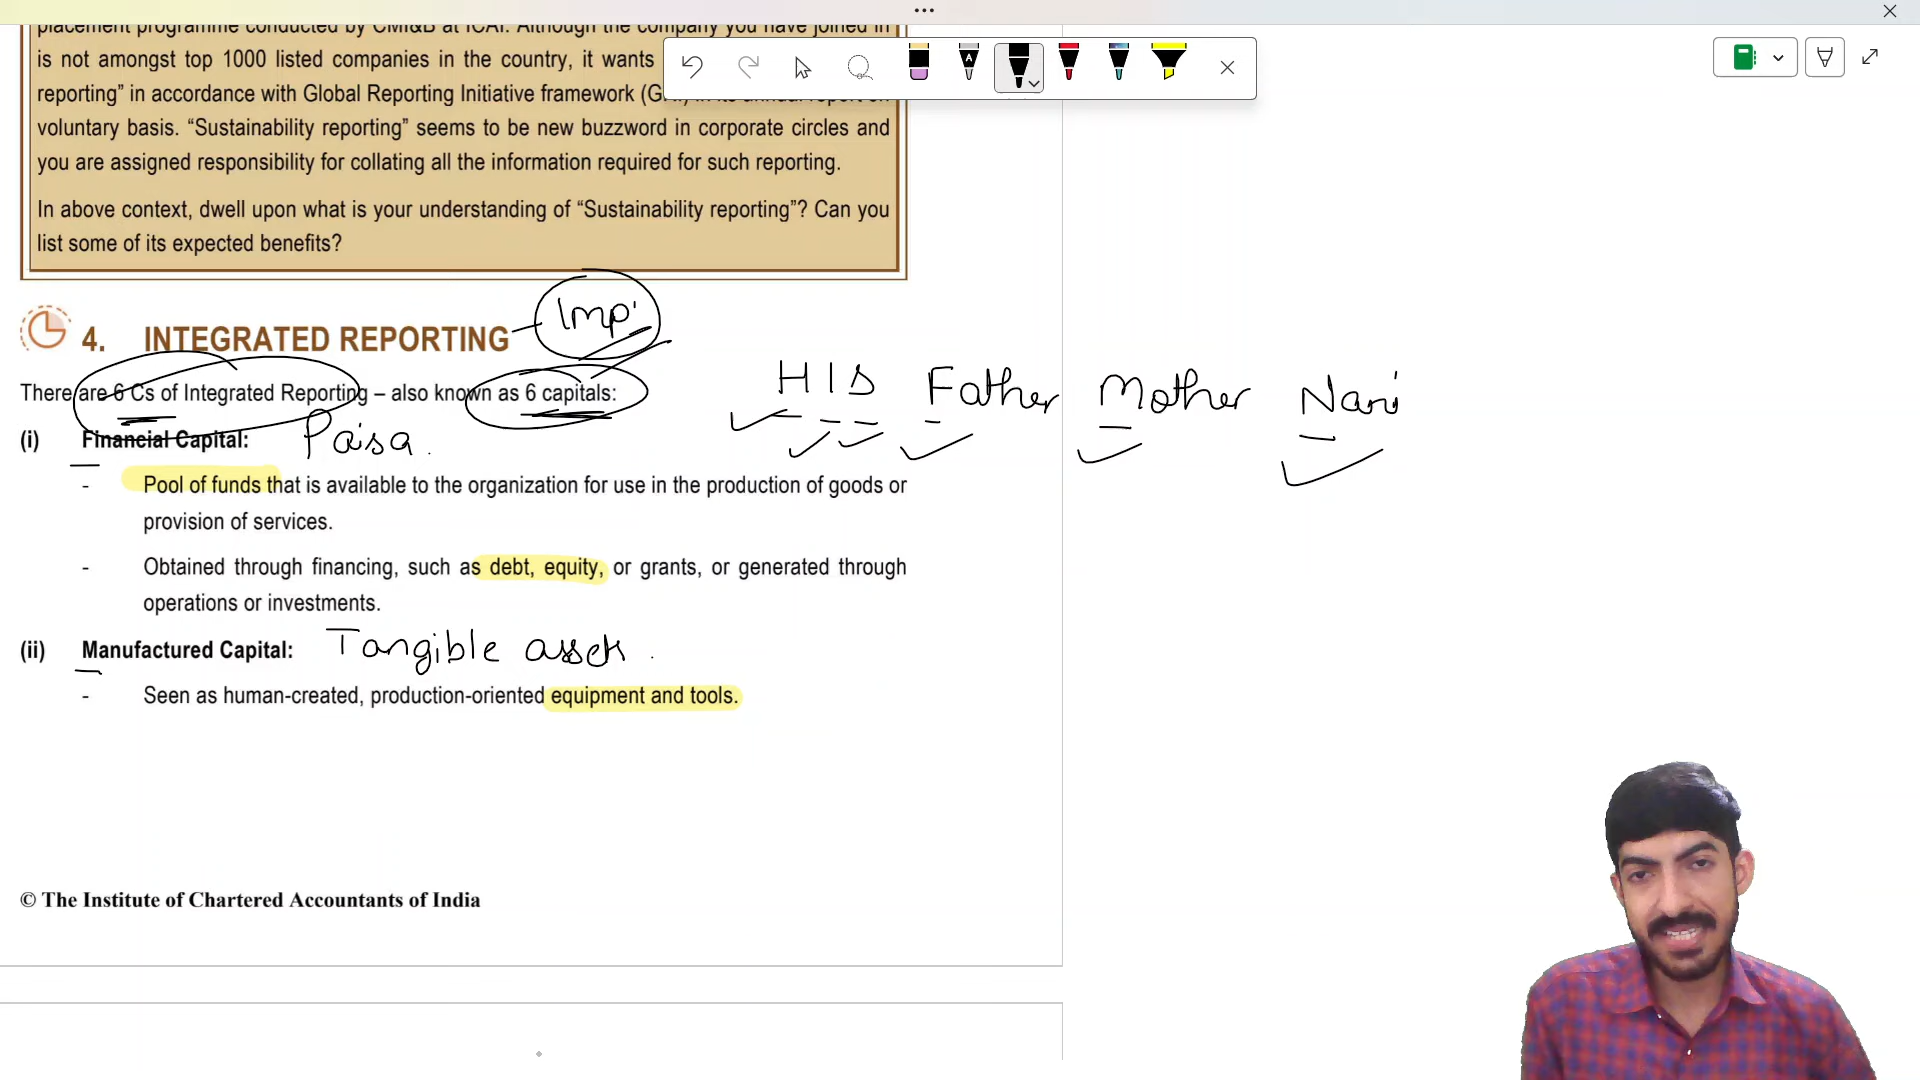 placement programme conducted by CMI&B at ICAI. Although the company you have joined in
is not amongst top 1000 listed companies in the country, it wants
reporting” in accordance with Global Reporting Initiative framework
voluntary basis. “Sustainability reporting” seems to be new buzzword in corporate circles and
you are assigned responsibility for collating all the information required for such reporting.
In above context, dwell upon what is your understanding of “Sustainability reporting”? Can you
list some of its expected benefits?
4. INTEGRATED REPORTING Imp.
There are 6 Cs of Integrated Reporting – also known as 6 capitals:
HIS Father Mother Nari
(i) Financial Capital: Paisa.
- Pool of funds that is available to the organization for use in the production of goods or
provision of services.
- Obtained through financing, such as debt, equity, or grants, or generated through
operations or investments.
(ii) Manufactured Capital: Tangible assets.
- Seen as human-created, production-oriented equipment and tools.
© The Institute of Chartered Accountants of India